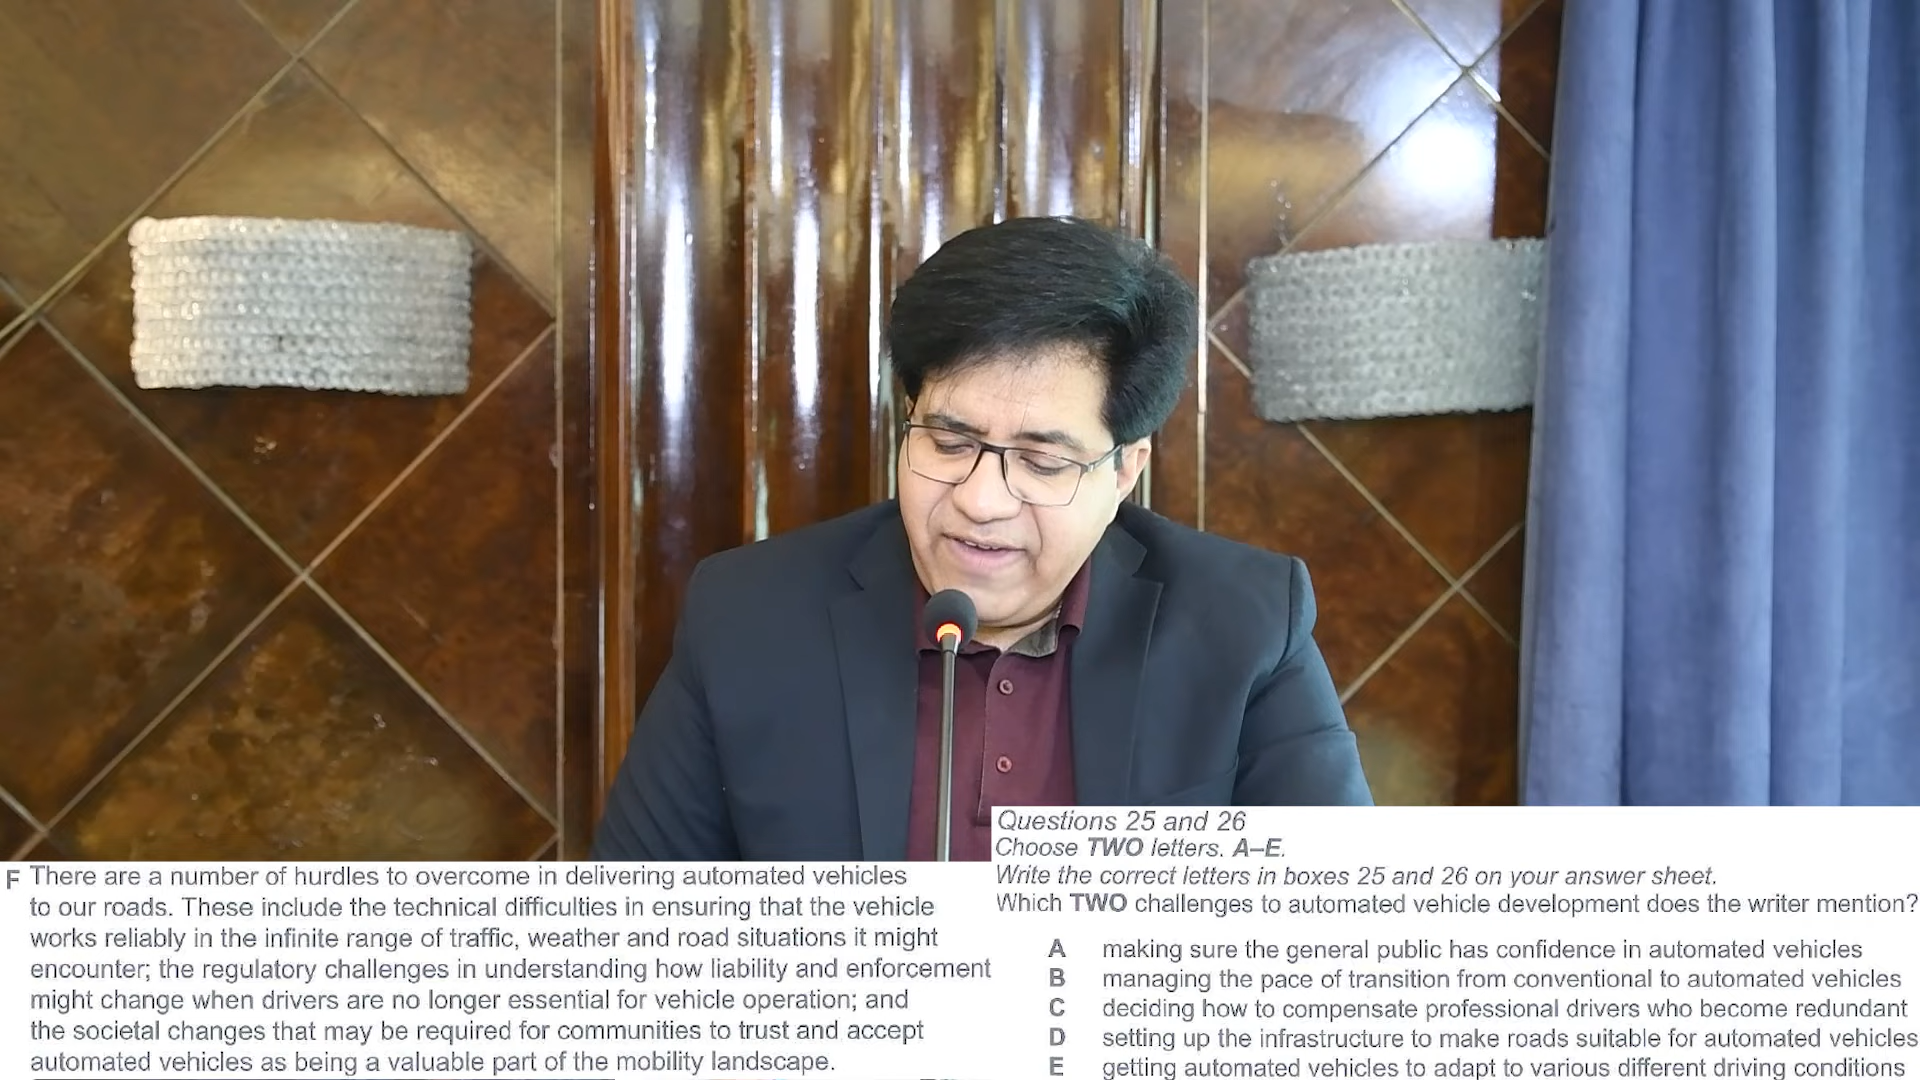 F There are a number of hurdles to overcome in delivering automated vehicles
to our roads. These include the technical difficulties in ensuring that the vehicle
works reliably in the infinite range of traffic, weather and road situations it might
encounter; the regulatory challenges in understanding how liability and enforcement
might change when drivers are no longer essential for vehicle operation; and
the societal changes that may be required for communities to trust and accept
automated vehicles as being a valuable part of the mobility landscape.
Questions 25 and 26
Choose TWO letters. A–E.
Write the correct letters in boxes 25 and 26 on your answer sheet.
Which TWO challenges to automated vehicle development does the writer mention?
A making sure the general public has confidence in automated vehicles
B managing the pace of transition from conventional to automated vehicles
C deciding how to compensate professional drivers who become redundant
D setting up the infrastructure to make roads suitable for automated vehicles
E getting automated vehicles to adapt to various different driving conditions